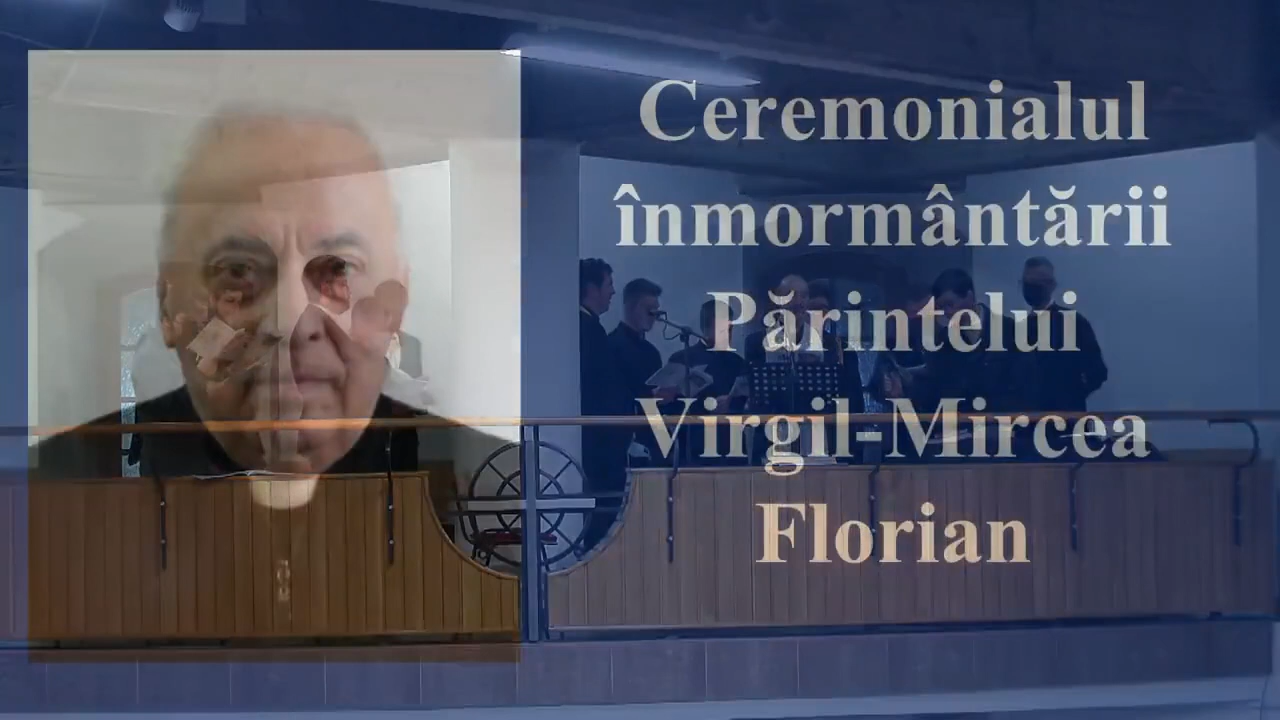 Ceremonialul
înmormântării
Părintelui
Virgil-Mircea
Florian